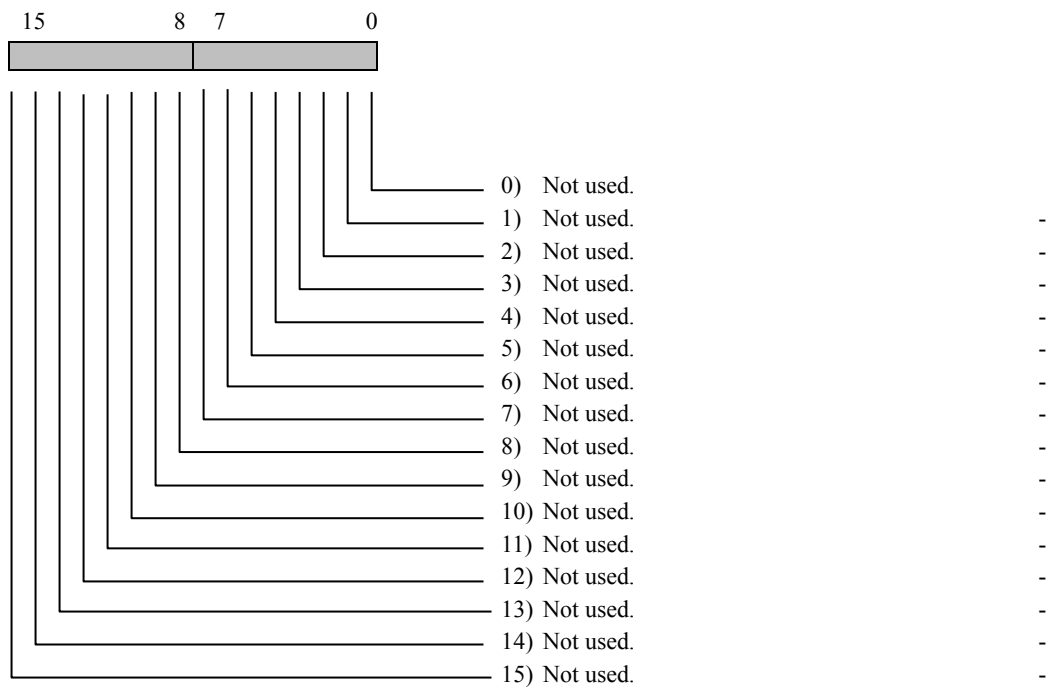 15 8 7 0
0) Not used.
1) Not used. -
2) Not used. -
3) Not used. -
4) Not used. -
5) Not used. -
6) Not used. -
7) Not used. -
8) Not used. -
9) Not used. -
10) Not used. -
11) Not used. -
12) Not used. -
13) Not used. -
14) Not used. -
15) Not used. -